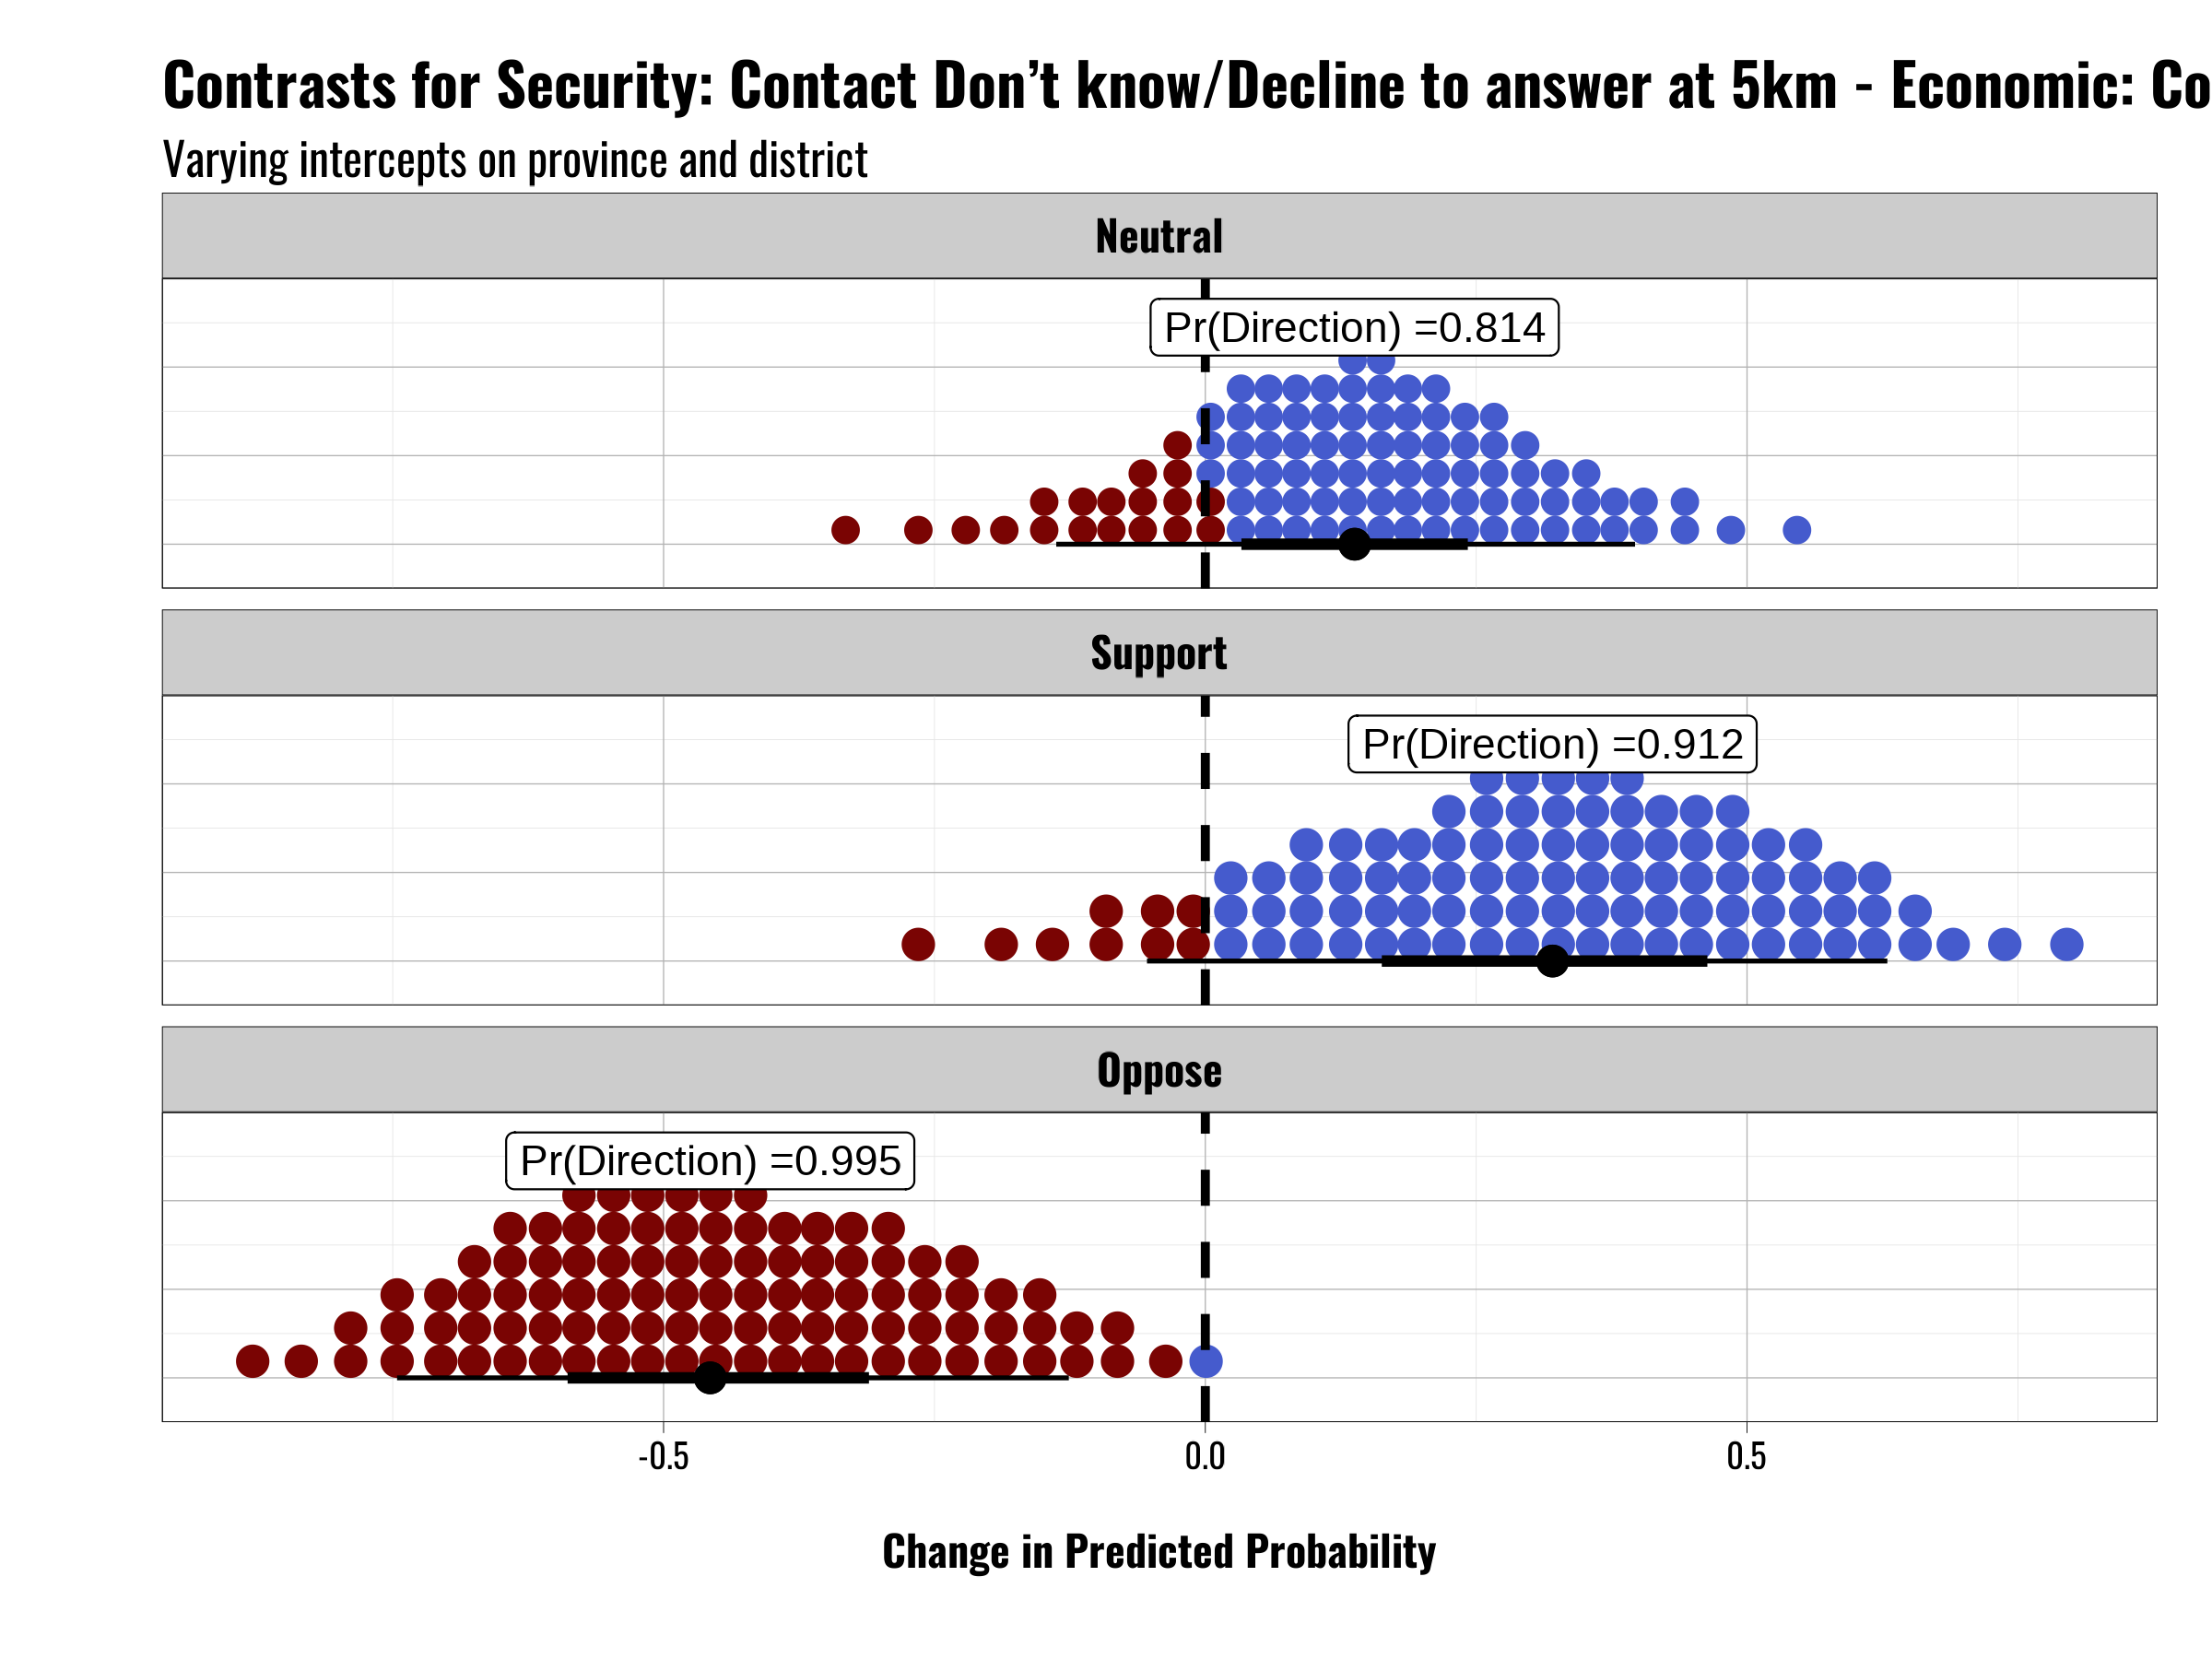 Contrasts for Security: Contact Don’t know/Decline to answer at 5km - Economic: Co
Varying intercepts on province and district
Neutral
Pr(Direction) =0.814
Support
Pr(Direction) =0.912
Oppose
Pr(Direction) =0.995
-0.5 0.0 0.5
Change in Predicted Probability